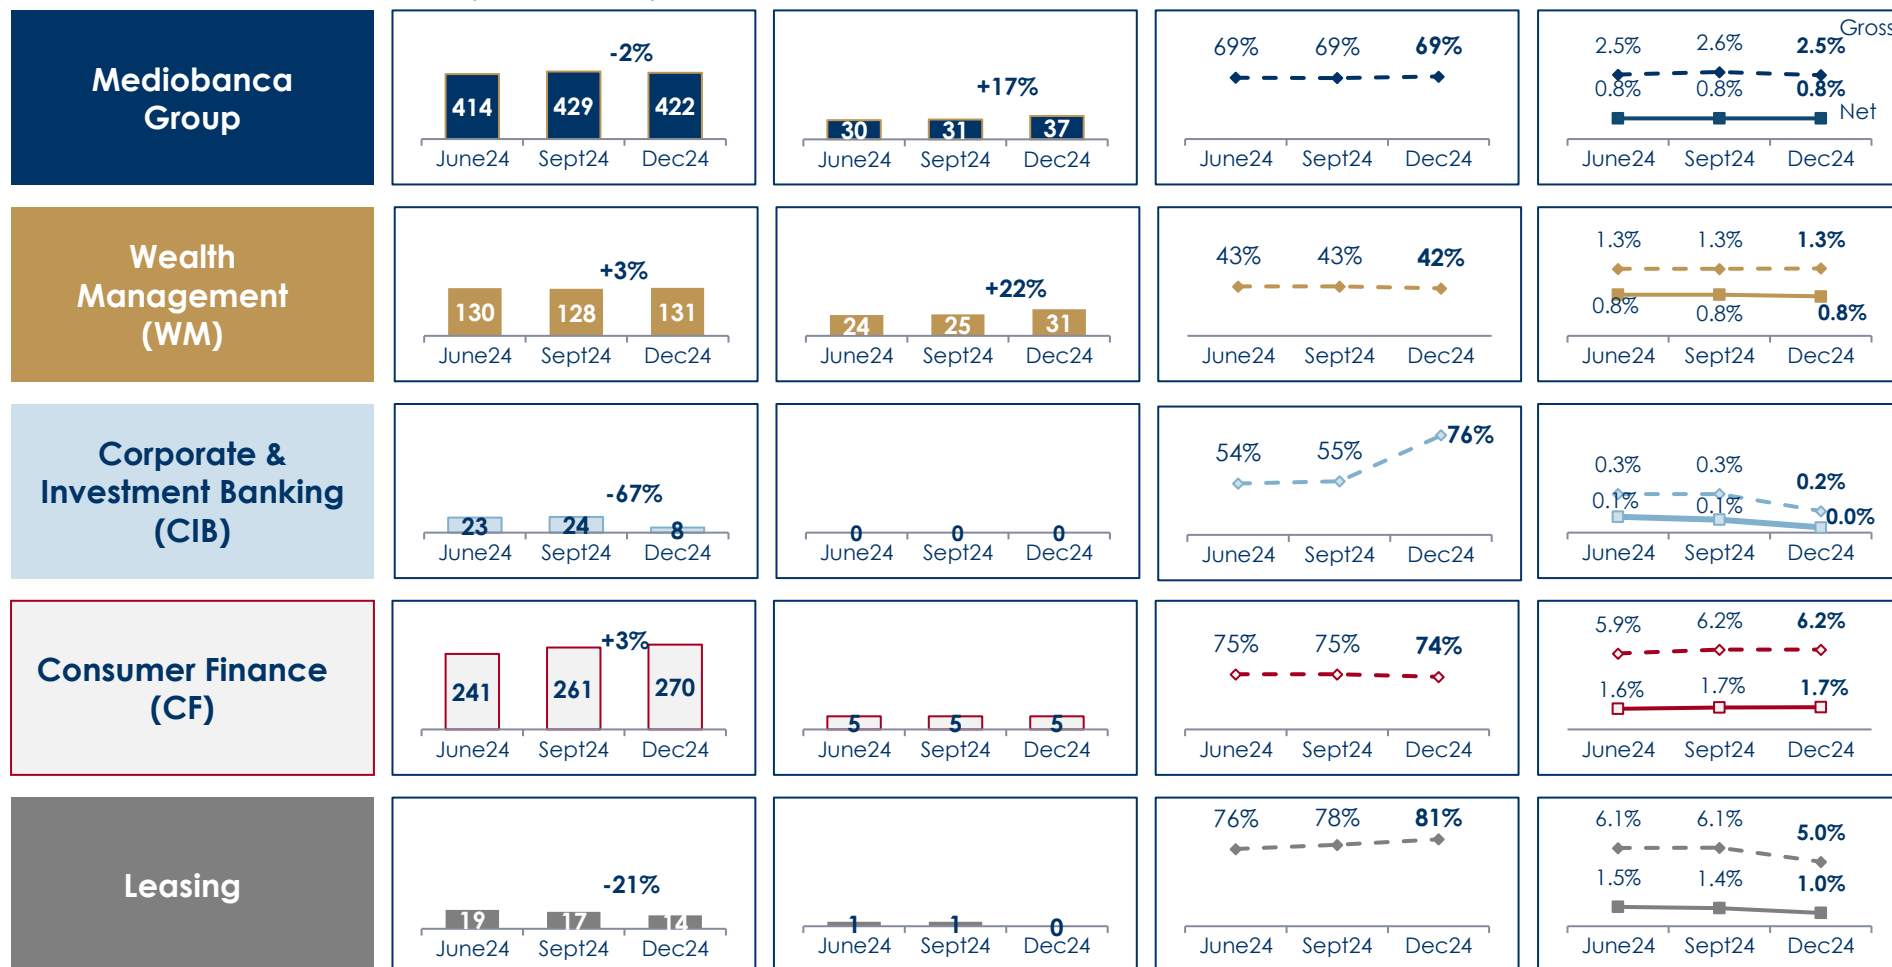 Mediobanca
Group
-2%
414 429 422
June24 Sept24 Dec24
+17%
30 31 37
June24 Sept24 Dec24
69% 69% 69%
June24 Sept24 Dec24
Gross
2.5% 2.6% 2.5%
0.8% 0.8% 0.8%
Net
June24 Sept24 Dec24
Wealth
Management
(WM)
+3%
130 128 131
June24 Sept24 Dec24
+22%
24 25 31
June24 Sept24 Dec24
43% 43% 42%
June24 Sept24 Dec24
1.3% 1.3% 1.3%
0.8% 0.8% 0.8%
June24 Sept24 Dec24
Corporate &
Investment Banking
(CIB)
-67%
23 24 8
June24 Sept24 Dec24
0 0 0
June24 Sept24 Dec24
54% 55% 76%
June24 Sept24 Dec24
0.3% 0.3% 0.2%
0.1% 0.1% 0.0%
June24 Sept24 Dec24
Consumer Finance
(CF)
+3%
241 261 270
June24 Sept24 Dec24
5 5 5
June24 Sept24 Dec24
75% 75% 74%
June24 Sept24 Dec24
5.9% 6.2% 6.2%
1.6% 1.7% 1.7%
June24 Sept24 Dec24
Leasing
-21%
19 17 14
June24 Sept24 Dec24
1 1 0
June24 Sept24 Dec24
76% 78% 81%
June24 Sept24 Dec24
6.1% 6.1% 5.0%
1.5% 1.4% 1.0%
June24 Sept24 Dec24